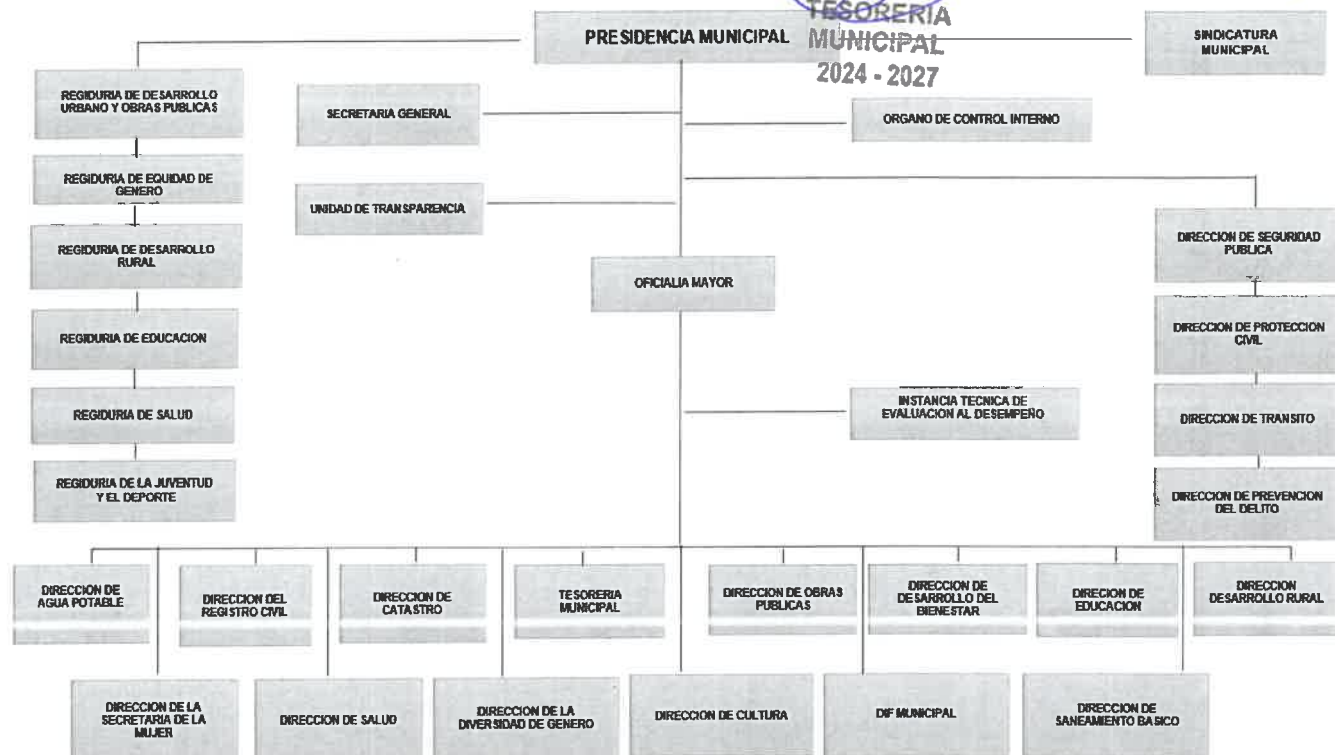 TESORERIA
MUNICIPAL
2024 - 2027
PRESIDENCIA MUNICIPAL
SINDICATURA
MUNICIPAL
REGIDURIA DE DESARROLLO
URBANO Y OBRAS PUBLICAS
SECRETARIA GENERAL
ORGANO DE CONTROL INTERNO
REGIDURIA DE EQUIDAD DE
GENERO
UNIDAD DE TRANSPARENCIA
REGIDURIA DE DESARROLLO
RURAL
DIRECCION DE SEGURIDAD
PUBLICA
OFICIALIA MAYOR
REGIDURIA DE EDUCACION
DIRECCION DE PROTECCION
CIVIL
REGIDURIA DE SALUD
INSTANCIA TECNICA DE
EVALUACION AL DESEMPEÑO
DIRECCION DE TRANSITO
REGIDURIA DE LA JUVENTUD
Y EL DEPORTE
DIRECCION DE PREVENCION
DEL DELITO
DIRECCION DE
AGUA POTABLE
DIRECCION DEL
REGISTRO CIVIL
DIRECCION DE
CATASTRO
TESORERIA
MUNICIPAL
DIRECCION DE OBRAS
PUBLICAS
DIRECCION DE
DESARROLLO DEL
BIENESTAR
DIRECION DE
EDUCACION
DIRECCION
DESARROLLO RURAL
DIRECCION DE LA
SECRETARIA DE LA
MUJER
DIRECCION DE SALUD
DIRECCION DE LA
DIVERSIDAD DE GENERO
DIRECCION DE CULTURA
DIF MUNICIPAL
DIRECCION DE
SANEAMIENTO BASICO